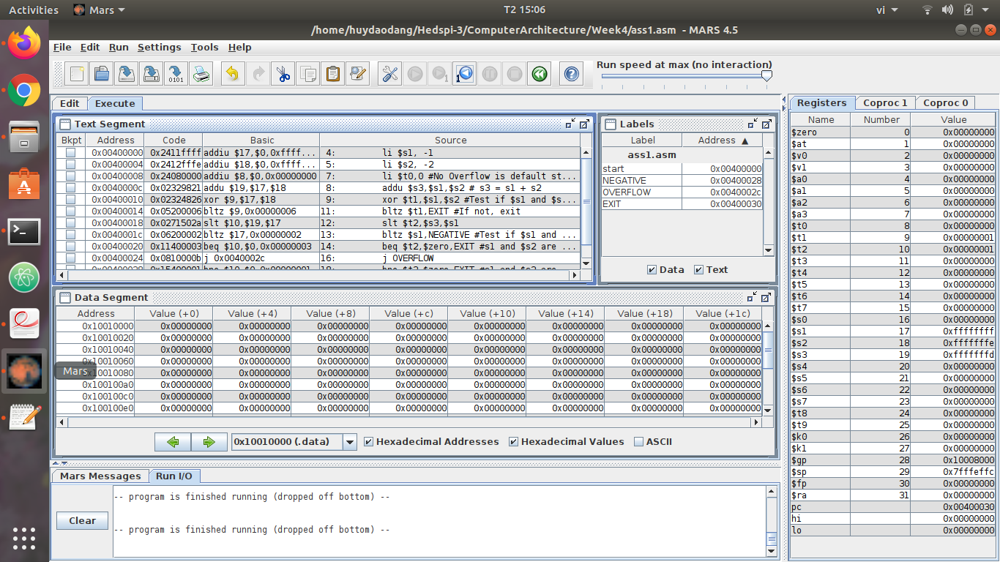 Activities Mars T2 15:06 vi
/home/huydaodang/Hedspi-3/ComputerArchitecture/Week4/ass1.asm - MARS 4.5
File Edit Run Settings Tools Help
Run speed at max (no interaction)
Edit Execute
Text Segment
Bkpt Address Code Basic Source
0x00400000 0x2411ffff addiu $17,$0,0xffff... 4: li $s1, -1
0x00400004 0x2412fffe addiu $18,$0,0xffff... 5: li $s2, -2
0x00400008 0x24080000 addiu $8,$0,0x00000000 7: li $t0,0 #No Overflow is default st...
0x0040000c 0x02329821 addu $19,$17,$18 8: addu $s3,$s1,$s2 # s3 = s1 + s2
0x00400010 0x02324826 xor $9,$17,$18 9: xor $t1,$s1,$s2 #Test if $s1 and $s...
0x00400014 0x05200006 bltz $9,0x00000006 11: bltz $t1,EXIT #If not, exit
0x00400018 0x0271502a slt $10,$19,$17 12: slt $t2,$s3,$s1
0x0040001c 0x06200002 bltz $17,0x00000002 13: bltz $s1,NEGATIVE #Test if $s1 and ...
0x00400020 0x11400003 beq $10,$0,0x00000003 14: beq $t2,$zero,EXIT #s1 and $s2 are ...
0x00400024 0x0810000b j 0x0040002c 16: j OVERFLOW
0x00400028 0x15400001 bne $10,$0,0x00000001 18: bne $t2,$zero,EXIT #s1 and $s2 are ...
Labels
Label Address ▲
ass1.asm
start 0x00400000
NEGATIVE 0x00400028
OVERFLOW 0x0040002c
EXIT 0x00400030
Data Text
Data Segment
Address Value (+0) Value (+4) Value (+8) Value (+c) Value (+10) Value (+14) Value (+18) Value (+1c)
0x10010000 0x00000000 0x00000000 0x00000000 0x00000000 0x00000000 0x00000000 0x00000000 0x00000000
0x10010020 0x00000000 0x00000000 0x00000000 0x00000000 0x00000000 0x00000000 0x00000000 0x00000000
0x10010040 0x00000000 0x00000000 0x00000000 0x00000000 0x00000000 0x00000000 0x00000000 0x00000000
0x10010060 0x00000000 0x00000000 0x00000000 0x00000000 0x00000000 0x00000000 0x00000000 0x00000000
0x10010080 0x00000000 0x00000000 0x00000000 0x00000000 0x00000000 0x00000000 0x00000000 0x00000000
0x100100a0 0x00000000 0x00000000 0x00000000 0x00000000 0x00000000 0x00000000 0x00000000 0x00000000
0x100100c0 0x00000000 0x00000000 0x00000000 0x00000000 0x00000000 0x00000000 0x00000000 0x00000000
0x100100e0 0x00000000 0x00000000 0x00000000 0x00000000 0x00000000 0x00000000 0x00000000 0x00000000
Mars
0x10010000 (.data) Hexadecimal Addresses Hexadecimal Values ASCII
Mars Messages Run I/O
-- program is finished running (dropped off bottom) --
Clear
-- program is finished running (dropped off bottom) --
Registers Coproc 1 Coproc 0
Name Number Value
$zero 0 0x00000000
$at 1 0x00000000
$v0 2 0x00000000
$v1 3 0x00000000
$a0 4 0x00000000
$a1 5 0x00000000
$a2 6 0x00000000
$a3 7 0x00000000
$t0 8 0x00000000
$t1 9 0x00000001
$t2 10 0x00000001
$t3 11 0x00000000
$t4 12 0x00000000
$t5 13 0x00000000
$t6 14 0x00000000
$t7 15 0x00000000
$s0 16 0x00000000
$s1 17 0xffffffff
$s2 18 0xfffffffe
$s3 19 0xfffffffd
$s4 20 0x00000000
$s5 21 0x00000000
$s6 22 0x00000000
$s7 23 0x00000000
$t8 24 0x00000000
$t9 25 0x00000000
$k0 26 0x00000000
$k1 27 0x00000000
$gp 28 0x10008000
$sp 29 0x7fffeffc
$fp 30 0x00000000
$ra 31 0x00000000
pc 0x00400030
hi 0x00000000
lo 0x00000000